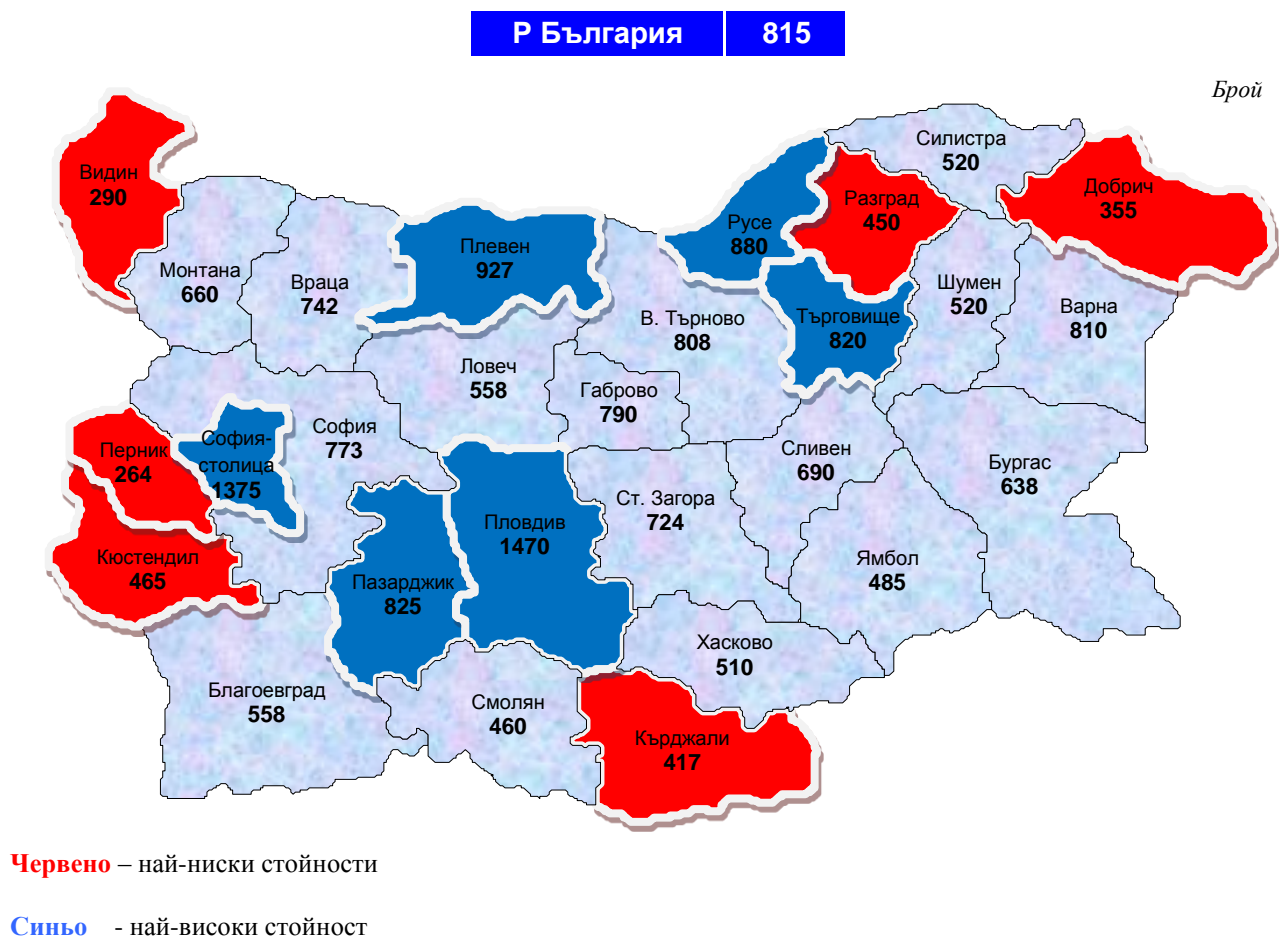 Р България 815
Брой
Силистра
520
Видин
290
Добрич
355
Разград
450
Русе
880
Плевен
927
Монтана
660
Враца
742
Шумен
520
Варна
810
В. Търново
808
Търговище
820
Ловеч
558
Габрово
790
София
773
София-
столица
1375
Перник
264
Сливен
690
Бургас
638
Ст. Загора
724
Пловдив
1470
Кюстендил
465
Пазарджик
825
Ямбол
485
Хасково
510
Благоевград
558
Смолян
460
Кърджали
417
Червено – най-ниски стойности
Синьо - най-високи стойност